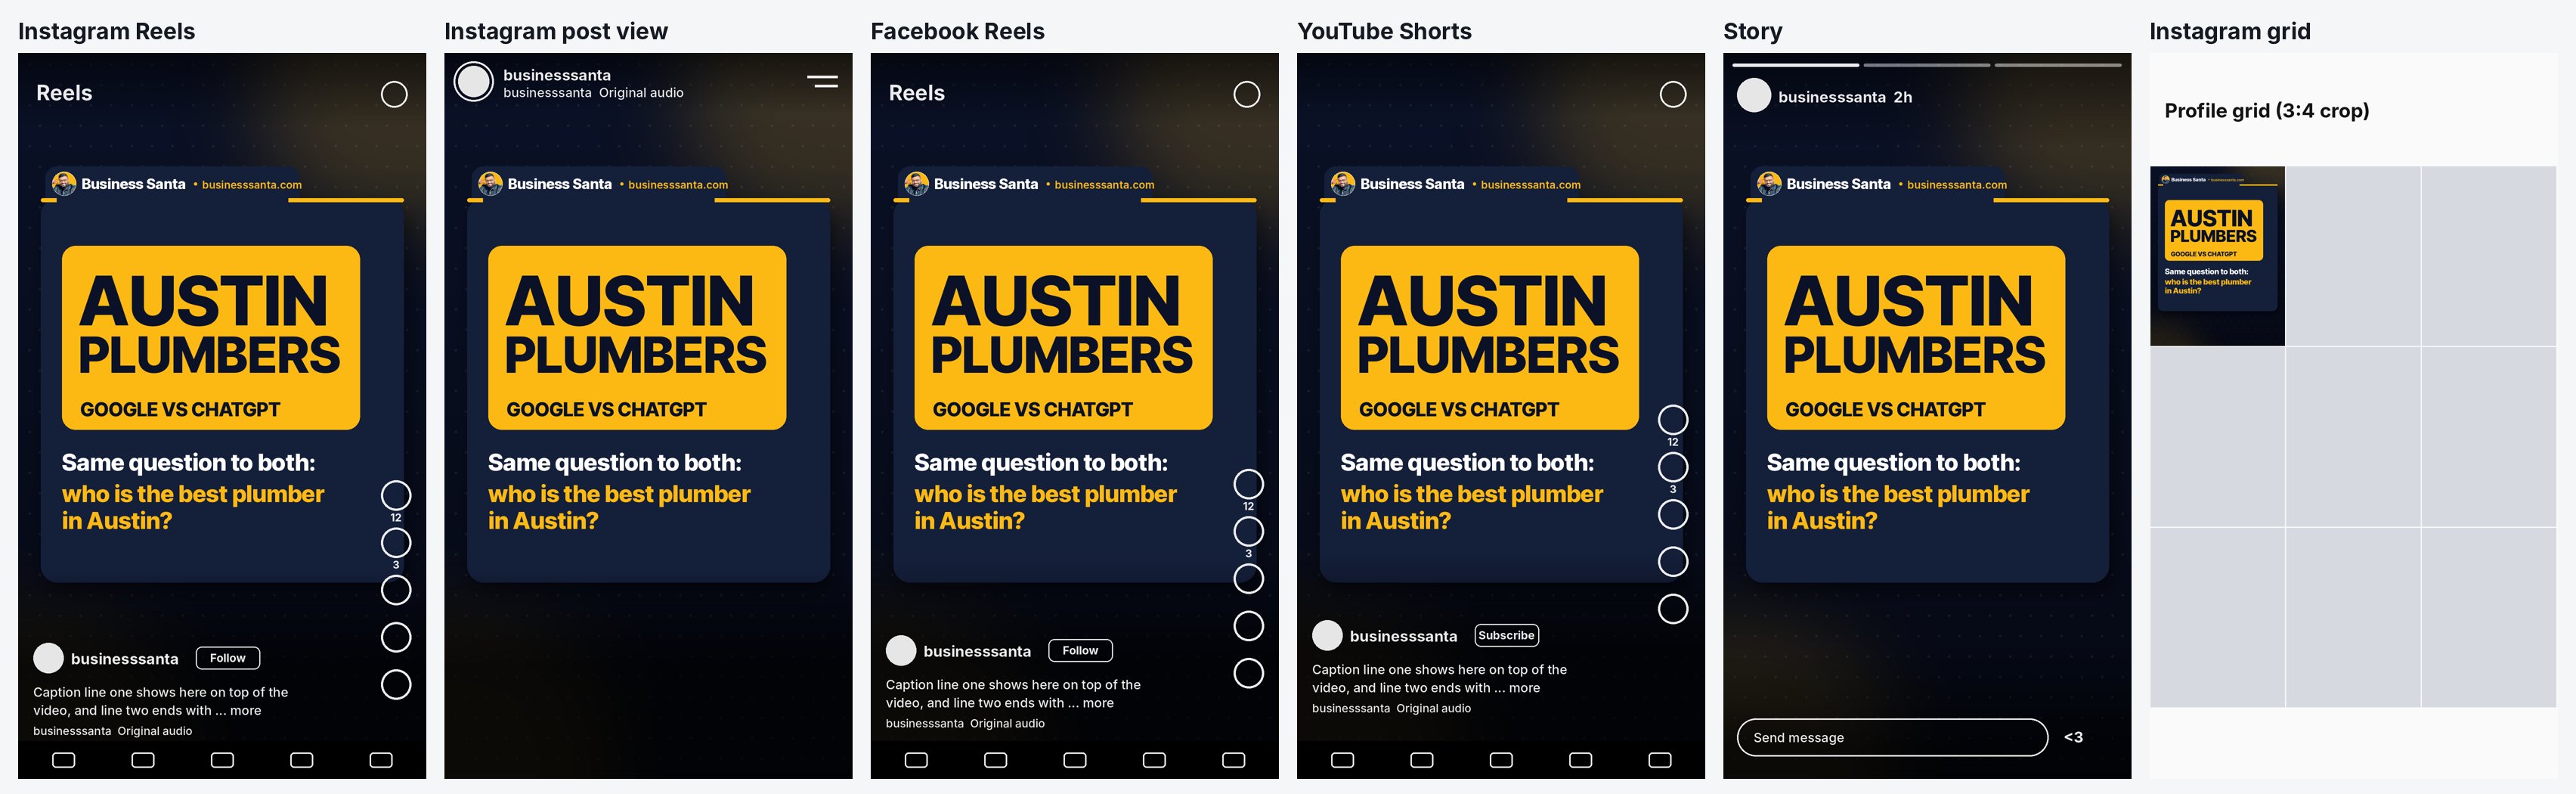 Instagram Reels
Reels
Business Santa • businesssanta.com
AUSTIN
PLUMBERS
GOOGLE VS CHATGPT
Same question to both:
who is the best plumber
in Austin?
12
3
businesssanta Follow
Caption line one shows here on top of the
video, and line two ends with ... more
businesssanta Original audio
Instagram post view
businesssanta
businesssanta Original audio
Business Santa • businesssanta.com
AUSTIN
PLUMBERS
GOOGLE VS CHATGPT
Same question to both:
who is the best plumber
in Austin?
Facebook Reels
Reels
Business Santa • businesssanta.com
AUSTIN
PLUMBERS
GOOGLE VS CHATGPT
Same question to both:
who is the best plumber
in Austin?
12
3
businesssanta Follow
Caption line one shows here on top of the
video, and line two ends with ... more
businesssanta Original audio
YouTube Shorts
Business Santa • businesssanta.com
AUSTIN
PLUMBERS
GOOGLE VS CHATGPT
Same question to both:
who is the best plumber
in Austin?
12
3
businesssanta Subscribe
Caption line one shows here on top of the
video, and line two ends with ... more
businesssanta Original audio
Story
businesssanta 2h
Business Santa • businesssanta.com
AUSTIN
PLUMBERS
GOOGLE VS CHATGPT
Same question to both:
who is the best plumber
in Austin?
Send message <3
Instagram grid
Profile grid (3:4 crop)
Business Santa • businesssanta.com
AUSTIN
PLUMBERS
GOOGLE VS CHATGPT
Same question to both:
who is the best plumber
in Austin?